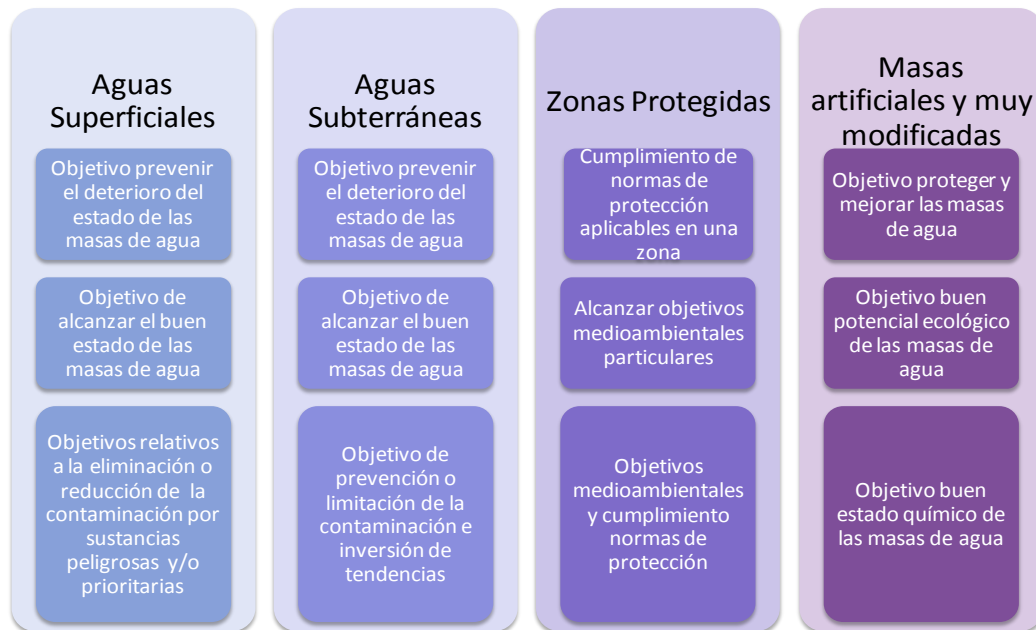 Aguas
Superficiales
Objetivo prevenir
el deterioro del
estado de las
masas de agua
Objetivo de
alcanzar el buen
estado de las
masas de agua
Objetivos relativos
a la eliminación o
reducción de la
contaminación por
sustancias
peligrosas y/o
prioritarias
Aguas
Subterráneas
Objetivo prevenir
el deterioro del
estado de las
masas de agua
Objetivo de
alcanzar el buen
estado de las
masas de agua
Objetivo de
prevención o
limitación de la
contaminación e
inversión de
tendencias
Zonas Protegidas
Cumplimiento de
normas de
protección
aplicables en una
zona
Alcanzar objetivos
medioambientales
particulares
Objetivos
medioambientales
y cumplimiento
normas de
protección
Masas
artificiales y muy
modificadas
Objetivo proteger y
mejorar las masas
de agua
Objetivo buen
potencial ecológico
de las masas de
agua
Objetivo buen
estado químico de
las masas de agua